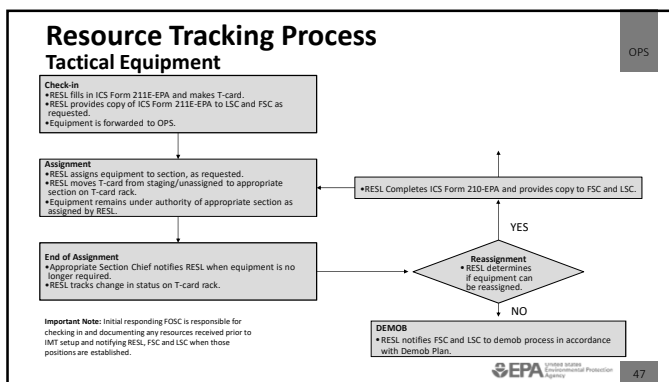 Resource Tracking Process
Tactical Equipment
OPS
Check-in
•RESL fills in ICS Form 211E-EPA and makes T-card.
•RESL provides copy of ICS Form 211E-EPA to LSC and FSC as
requested.
•Equipment is forwarded to OPS.
Assignment
•RESL assigns equipment to section, as requested.
•RESL moves T-card from staging/unassigned to appropriate
section on T-card rack.
•Equipment remains under authority of appropriate section as
assigned by RESL.
•RESL Completes ICS Form 210-EPA and provides copy to FSC and LSC.
YES
End of Assignment
•Appropriate Section Chief notifies RESL when equipment is no
longer required.
•RESL tracks change in status on T-card rack.
Reassignment
•RESL determines
if equipment can
be reassigned.
NO
DEMOB
•RESL notifies FSC and LSC to demob process in accordance
with Demob Plan.
Important Note: Initial responding FOSC is responsible for
checking in and documenting any resources received prior to
IMT setup and notifying RESL, FSC and LSC when those
positions are established.
EPA United States
Environmental Protection
Agency
47